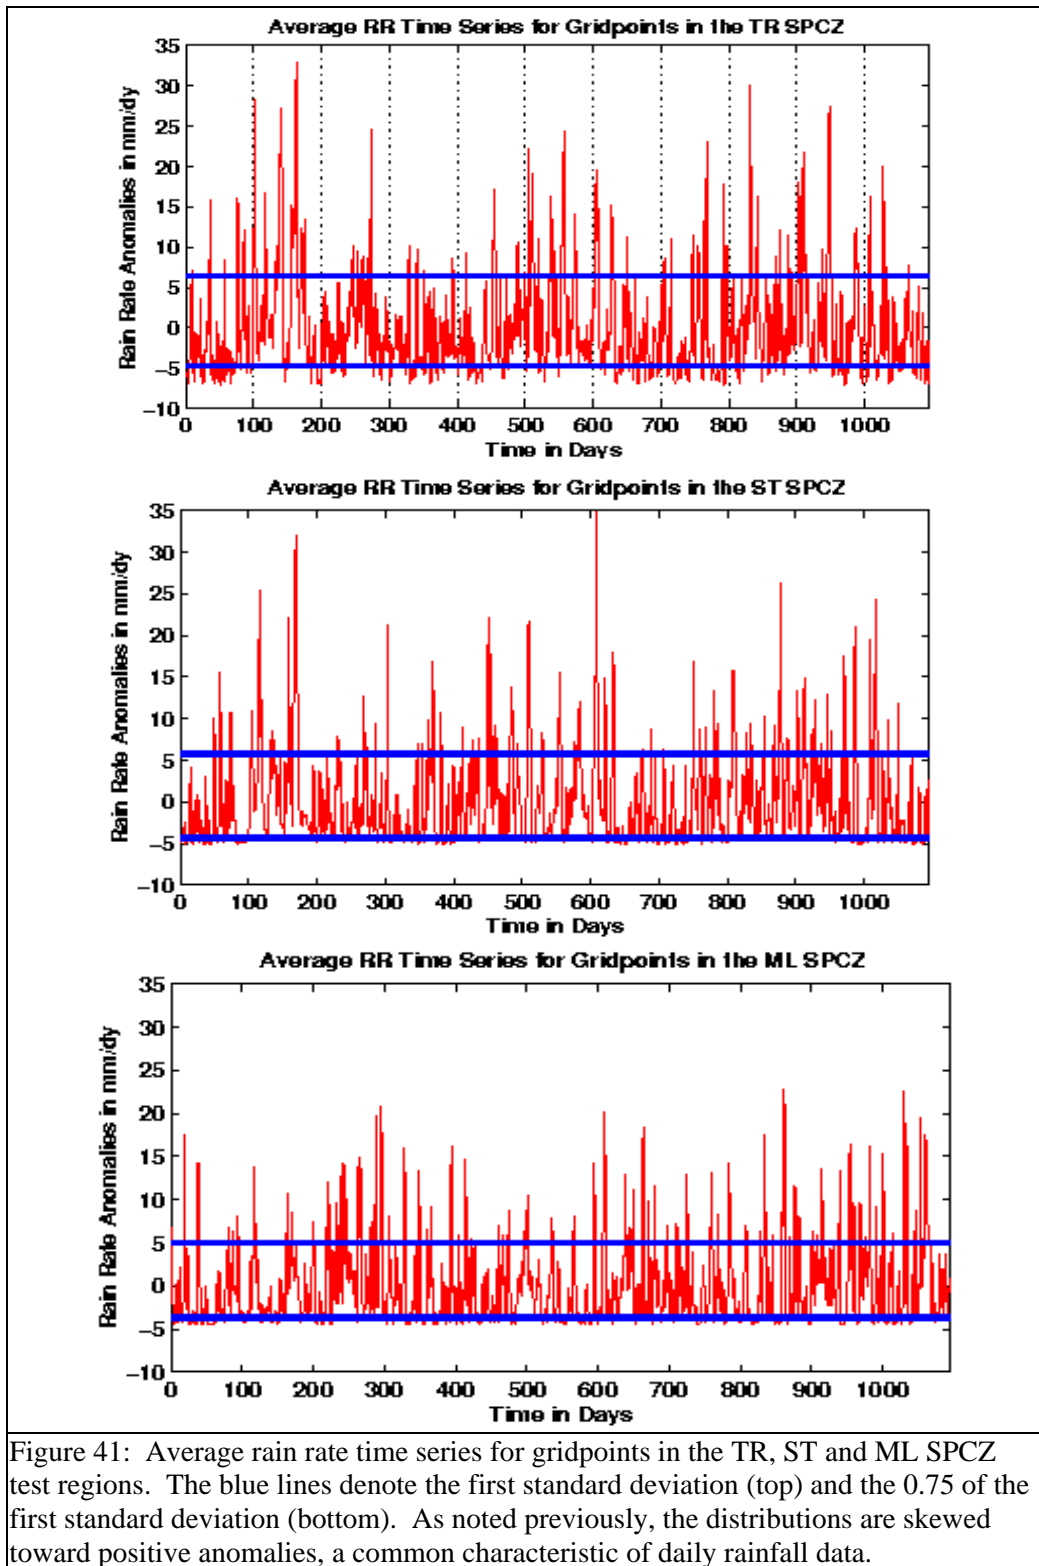 Average RR Time Series for Gridpoints in the TR SPCZ
Rain Rate Anomalies in mm/dy
35
30
25
20
15
10
5
0
−5
−10
0 100 200 300 400 500 600 700 800 900 1000
Time in Days
Average RR Time Series for Gridpoints in the ST SPCZ
Rain Rate Anomalies in mm/dy
35
30
25
20
15
10
5
0
−5
−10
0 100 200 300 400 500 600 700 800 900 1000
Time in Days
Average RR Time Series for Gridpoints in the ML SPCZ
Rain Rate Anomalies in mm/dy
35
30
25
20
15
10
5
0
−5
−10
0 100 200 300 400 500 600 700 800 900 1000
Time in Days
Figure 41: Average rain rate time series for gridpoints in the TR, ST and ML SPCZ
test regions. The blue lines denote the first standard deviation (top) and the 0.75 of the
first standard deviation (bottom). As noted previously, the distributions are skewed
toward positive anomalies, a common characteristic of daily rainfall data.